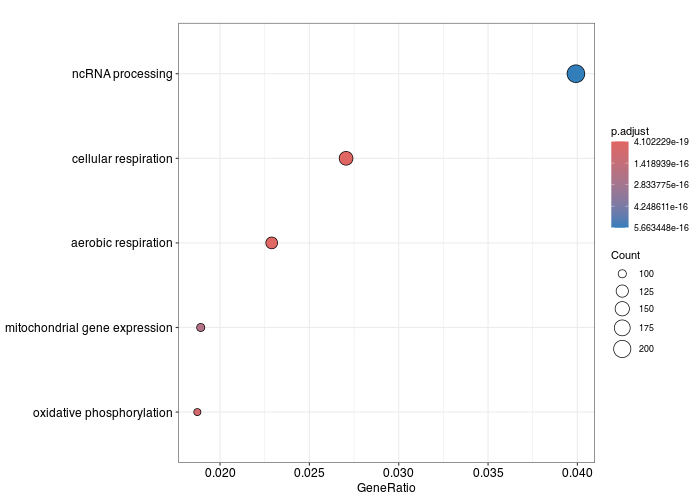 ncRNA processing
cellular respiration
aerobic respiration
mitochondrial gene expression
oxidative phosphorylation
0.020 0.025 0.030 0.035 0.040
GeneRatio
p.adjust
4.102229e-19
1.418939e-16
2.833775e-16
4.248611e-16
5.663448e-16
Count
100
125
150
175
200